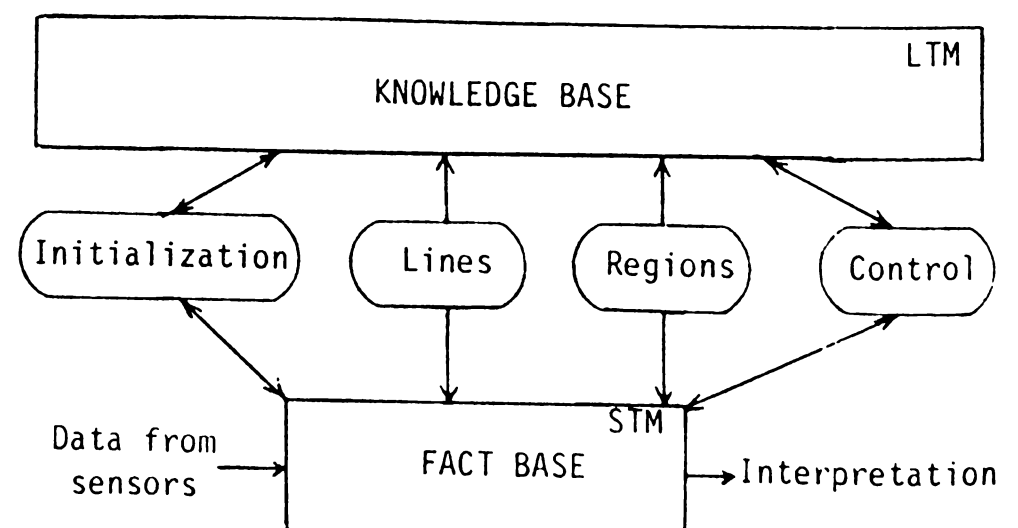 LTM
KNOWLEDGE BASE
Initialization
Lines
Regions
Control
STM
Data from
sensors
FACT BASE
Interpretation